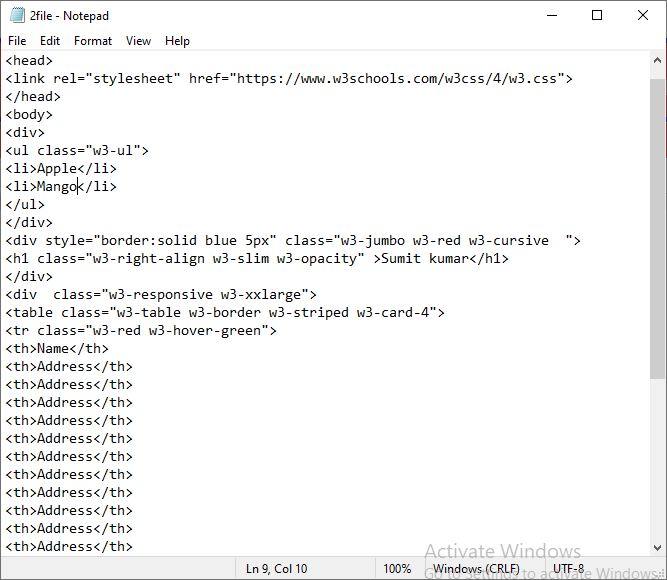 2file - Notepad
File Edit Format View Help
<head>
<link rel="stylesheet" href="https://www.w3schools.com/w3css/4/w3.css">
</head>
<body>
<div>
<ul class="w3-ul">
<li>Apple</li>
<li>Mango</li>
</ul>
</div>
<div style="border:solid blue 5px" class="w3-jumbo w3-red w3-cursive  ">
<h1 class="w3-right-align w3-slim w3-opacity" >Sumit kumar</h1>
</div>
<div  class="w3-responsive w3-xxlarge">
<table class="w3-table w3-border w3-striped w3-card-4">
<tr class="w3-red w3-hover-green">
<th>Name</th>
<th>Address</th>
<th>Address</th>
<th>Address</th>
<th>Address</th>
<th>Address</th>
<th>Address</th>
<th>Address</th>
<th>Address</th>
<th>Address</th>
<th>Address</th>
<th>Address</th>
Activate Windows
Go to Settings to activate Windows.
Ln 9, Col 10 100% Windows (CRLF) UTF-8